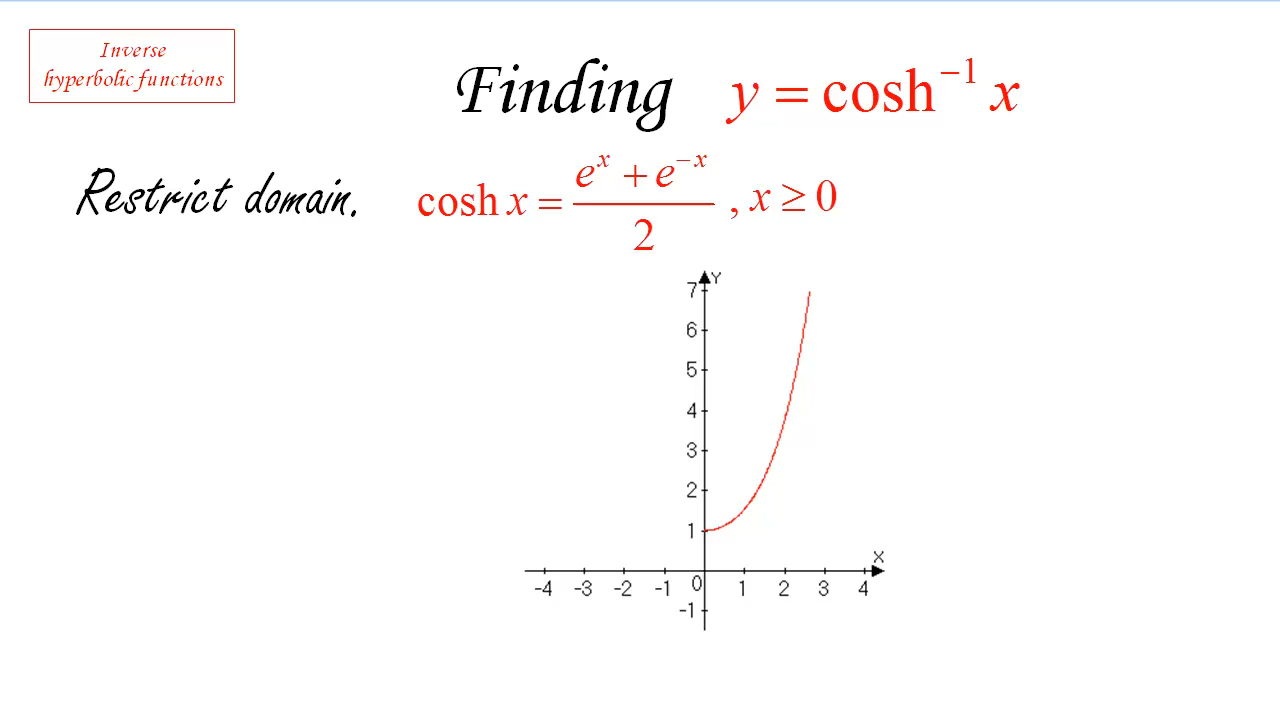 Inverse
hyperbolic functions
Finding y = cosh⁻¹ x
Restrict domain. cosh x = (eˣ + e⁻ˣ)/2 , x ≥ 0
Y
7
6
5
4
3
2
1
X
-4 -3 -2 -1 0 1 2 3 4
-1